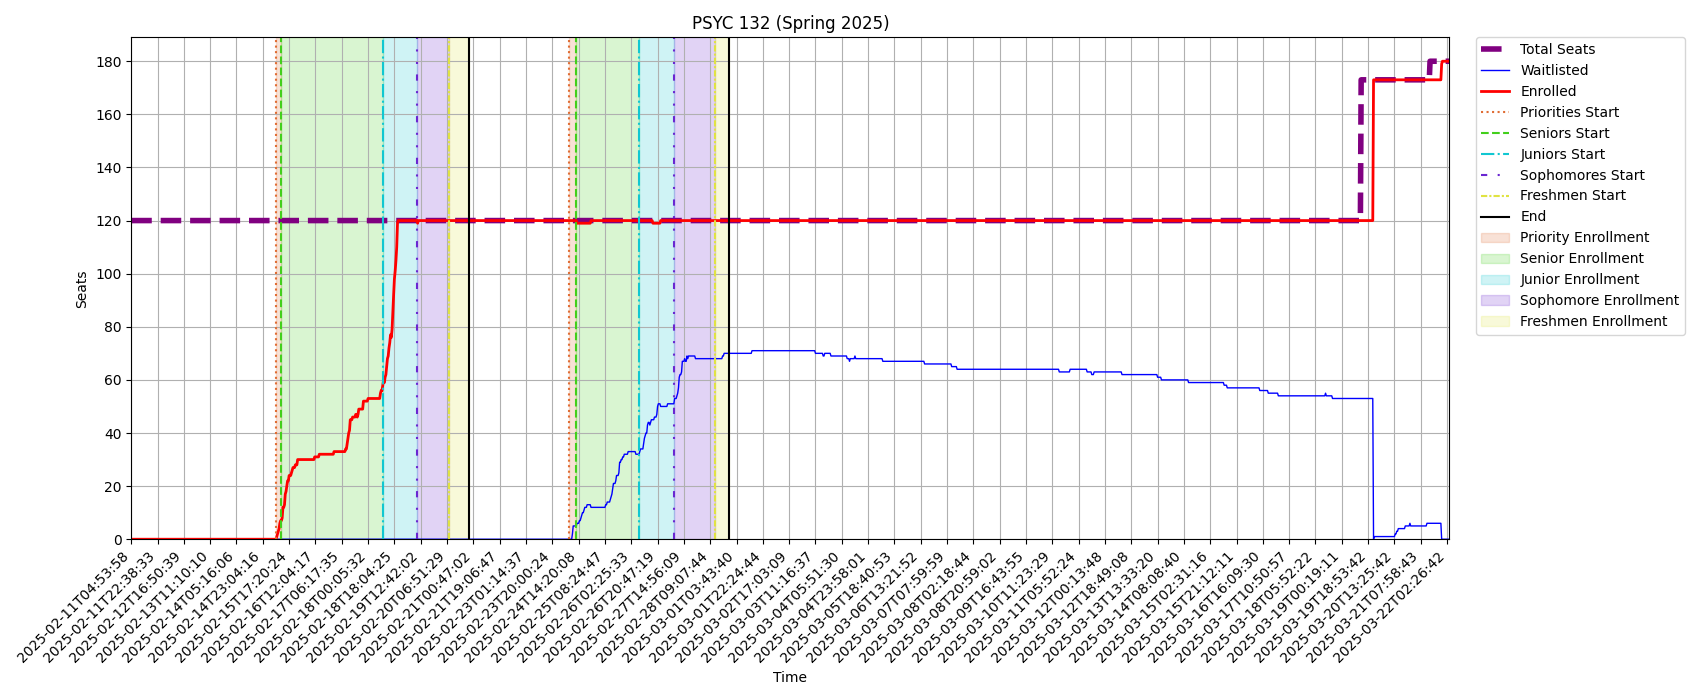 PSYC 132 (Spring 2025)
180
160
140
120
100
80
60
40
20
0
Seats
2025-02-11T04:53:58
2025-02-11T22:38:33
2025-02-12T16:50:39
2025-02-13T11:10:10
2025-02-14T05:16:06
2025-02-14T23:04:16
2025-02-15T17:20:24
2025-02-16T12:04:17
2025-02-17T06:17:35
2025-02-18T00:05:32
2025-02-18T18:04:25
2025-02-19T12:42:02
2025-02-20T06:51:29
2025-02-21T00:47:02
2025-02-21T19:06:47
2025-02-22T13:14:37
2025-02-23T20:00:24
2025-02-24T14:20:08
2025-02-25T08:24:47
2025-02-26T02:25:33
2025-02-26T20:47:19
2025-02-27T14:56:09
2025-02-28T09:07:44
2025-03-01T03:43:40
2025-03-01T22:24:44
2025-03-02T17:03:09
2025-03-03T11:16:37
2025-03-04T05:51:30
2025-03-04T23:58:01
2025-03-05T18:40:53
2025-03-06T13:21:52
2025-03-07T07:59:59
2025-03-08T02:18:44
2025-03-08T20:59:02
2025-03-09T16:43:55
2025-03-10T11:23:29
2025-03-11T05:52:24
2025-03-12T00:13:48
2025-03-12T18:49:08
2025-03-13T13:33:20
2025-03-14T08:08:40
2025-03-15T02:31:16
2025-03-15T21:12:11
2025-03-16T16:09:30
2025-03-17T10:50:57
2025-03-18T05:52:22
2025-03-19T00:19:11
2025-03-19T18:53:42
2025-03-20T13:25:42
2025-03-21T07:58:43
2025-03-22T02:26:42
Time
Total Seats
Waitlisted
Enrolled
Priorities Start
Seniors Start
Juniors Start
Sophomores Start
Freshmen Start
End
Priority Enrollment
Senior Enrollment
Junior Enrollment
Sophomore Enrollment
Freshmen Enrollment